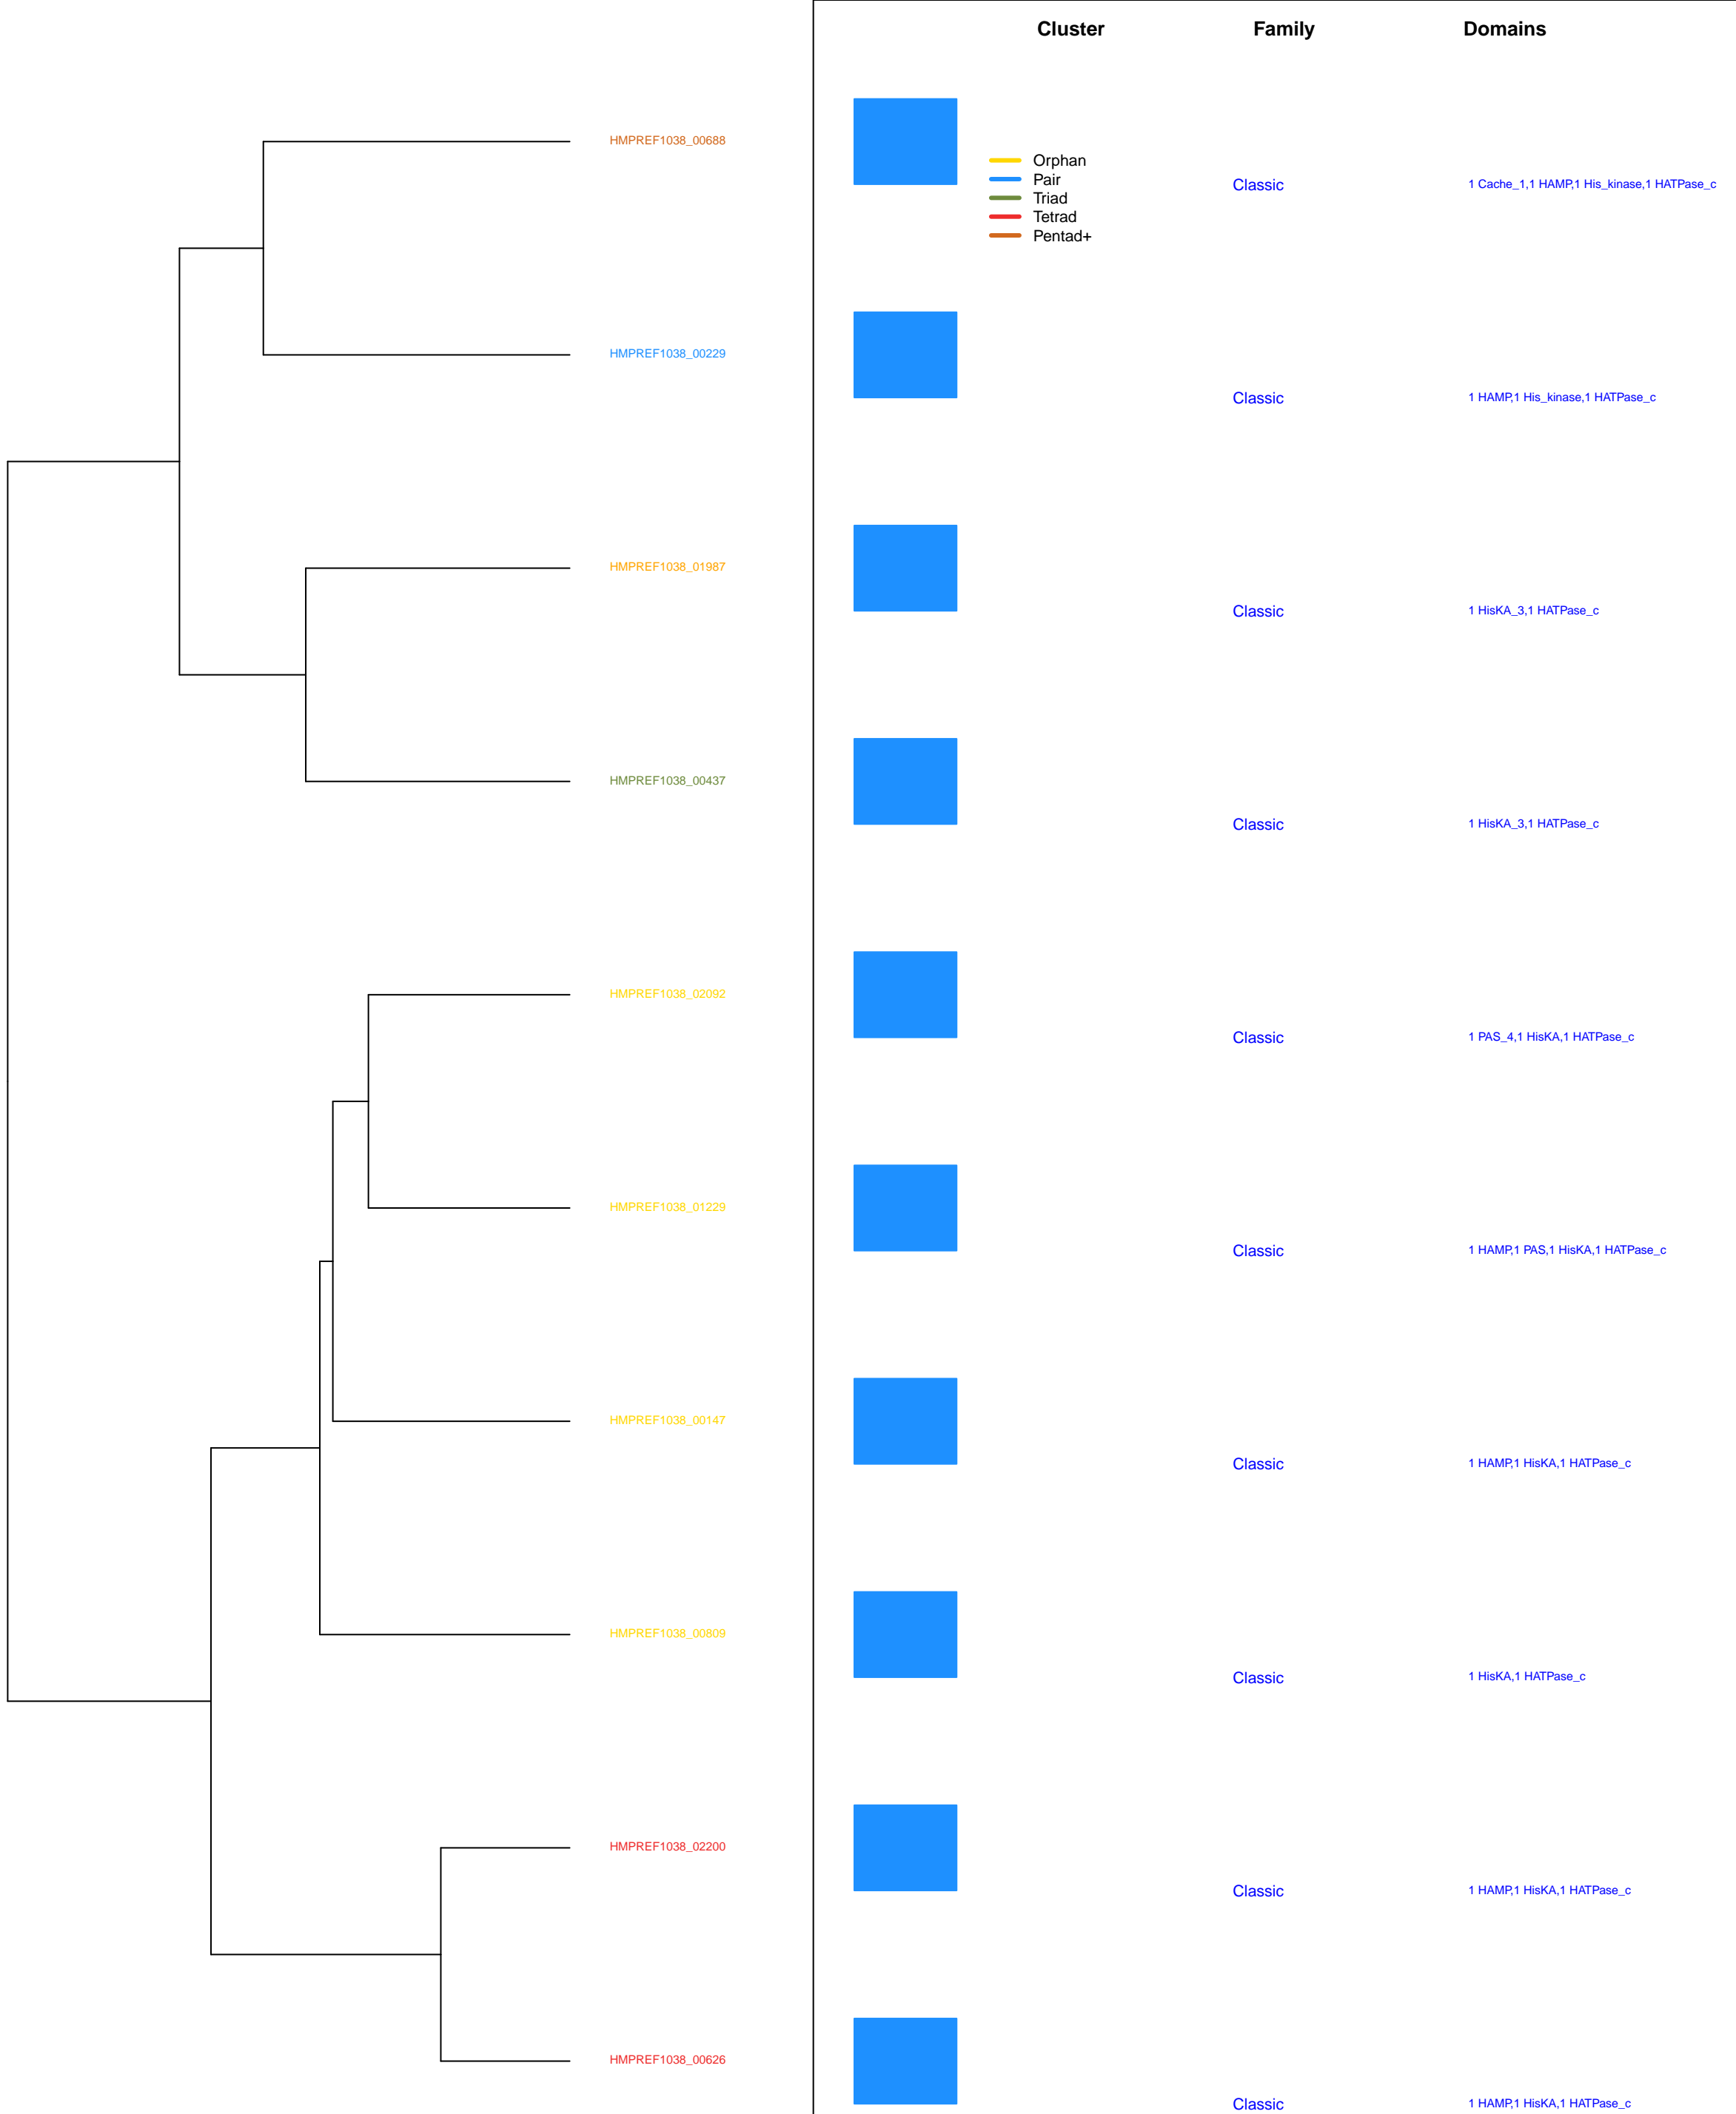 Cluster Family Domains
HMPREF1038_00688
Orphan
Pair
Triad
Tetrad
Pentad+
Classic 1 Cache_1,1 HAMP,1 His_kinase,1 HATPase_c
HMPREF1038_00229
Classic 1 HAMP,1 His_kinase,1 HATPase_c
HMPREF1038_01987
Classic 1 HisKA_3,1 HATPase_c
HMPREF1038_00437
Classic 1 HisKA_3,1 HATPase_c
HMPREF1038_02092
Classic 1 PAS_4,1 HisKA,1 HATPase_c
HMPREF1038_01229
Classic 1 HAMP,1 PAS,1 HisKA,1 HATPase_c
HMPREF1038_00147
Classic 1 HAMP,1 HisKA,1 HATPase_c
HMPREF1038_00809
Classic 1 HisKA,1 HATPase_c
HMPREF1038_02200
Classic 1 HAMP,1 HisKA,1 HATPase_c
HMPREF1038_00626
Classic 1 HAMP,1 HisKA,1 HATPase_c